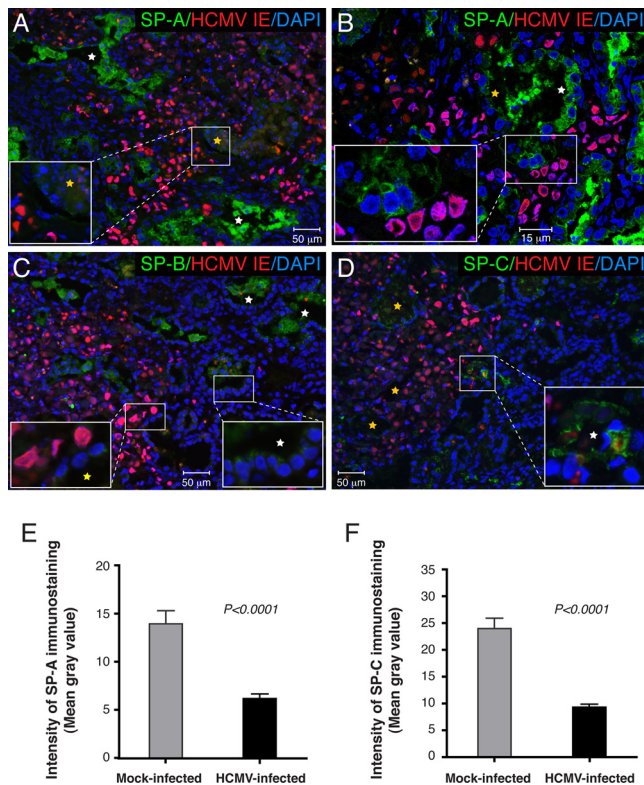 A
SP-A/HCMV IE/DAPI
50 µm
B
SP-A/HCMV IE/DAPI
15 µm
C
SP-B/HCMV IE/DAPI
50 µm
D
SP-C/HCMV IE/DAPI
50 µm
E
Intensity of SP-A immunostaining
(Mean gray value)
20
15
10
5
0
P<0.0001
Mock-infected HCMV-infected
F
Intensity of SP-C immunostaining
(Mean gray value)
35
30
25
20
15
10
5
0
P<0.0001
Mock-infected HCMV-infected